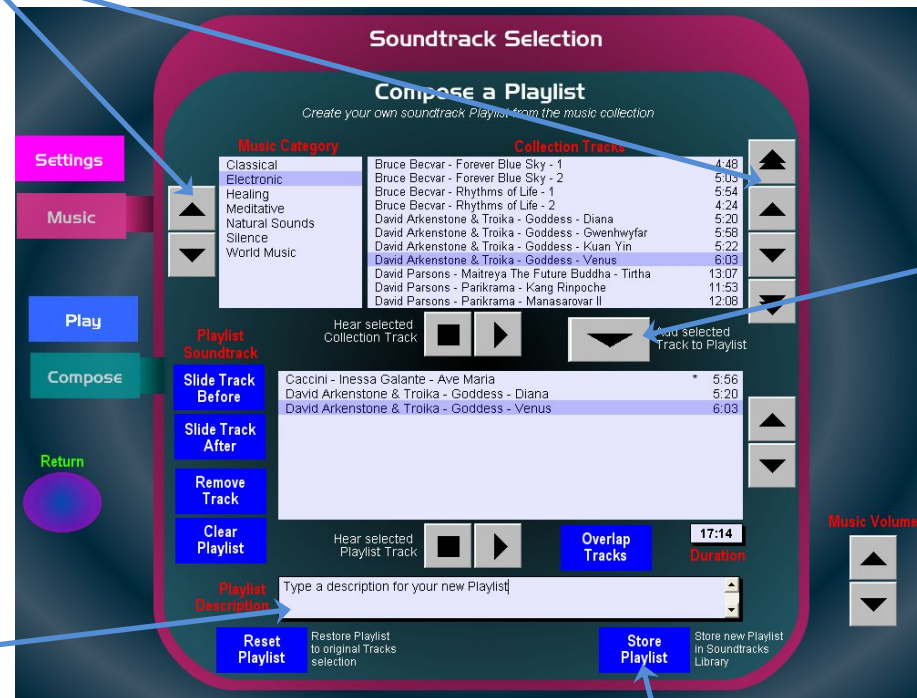 Soundtrack Selection
Compose a Playlist
Create your own soundtrack Playlist from the music collection
Settings
Music
Play
Compose
Return
Music Category
Classical
Electronic
Healing
Meditative
Natural Sounds
Silence
World Music
Collection Tracks
Bruce Becvar - Forever Blue Sky - 1 4:48
Bruce Becvar - Forever Blue Sky - 2 5:03
Bruce Becvar - Rhythms of Life - 1 5:54
Bruce Becvar - Rhythms of Life - 2 4:24
David Arkenstone & Troika - Goddess - Diana 5:20
David Arkenstone & Troika - Goddess - Gwenhwyfar 5:58
David Arkenstone & Troika - Goddess - Kuan Yin 5:22
David Arkenstone & Troika - Goddess - Venus 6:03
David Parsons - Maitreya The Future Buddha - Tirtha 13:07
David Parsons - Parikrama - Kang Rinpoche 11:53
David Parsons - Parikrama - Manasarovar II 12:08
Hear selected
Collection Track
Add selected
Track to Playlist
Playlist
Soundtrack
Slide Track
Before
Slide Track
After
Remove
Track
Clear
Playlist
Caccini - Inessa Galante - Ave Maria * 5:56
David Arkenstone & Troika - Goddess - Diana 5:20
David Arkenstone & Troika - Goddess - Venus 6:03
Hear selected
Playlist Track
Overlap
Tracks
17:14
Duration
Music Volume
Playlist
Description
Type a description for your new Playlist
Reset
Playlist
Restore Playlist
to original Tracks
selection
Store
Playlist
Store new Playlist
in Soundtracks
Library